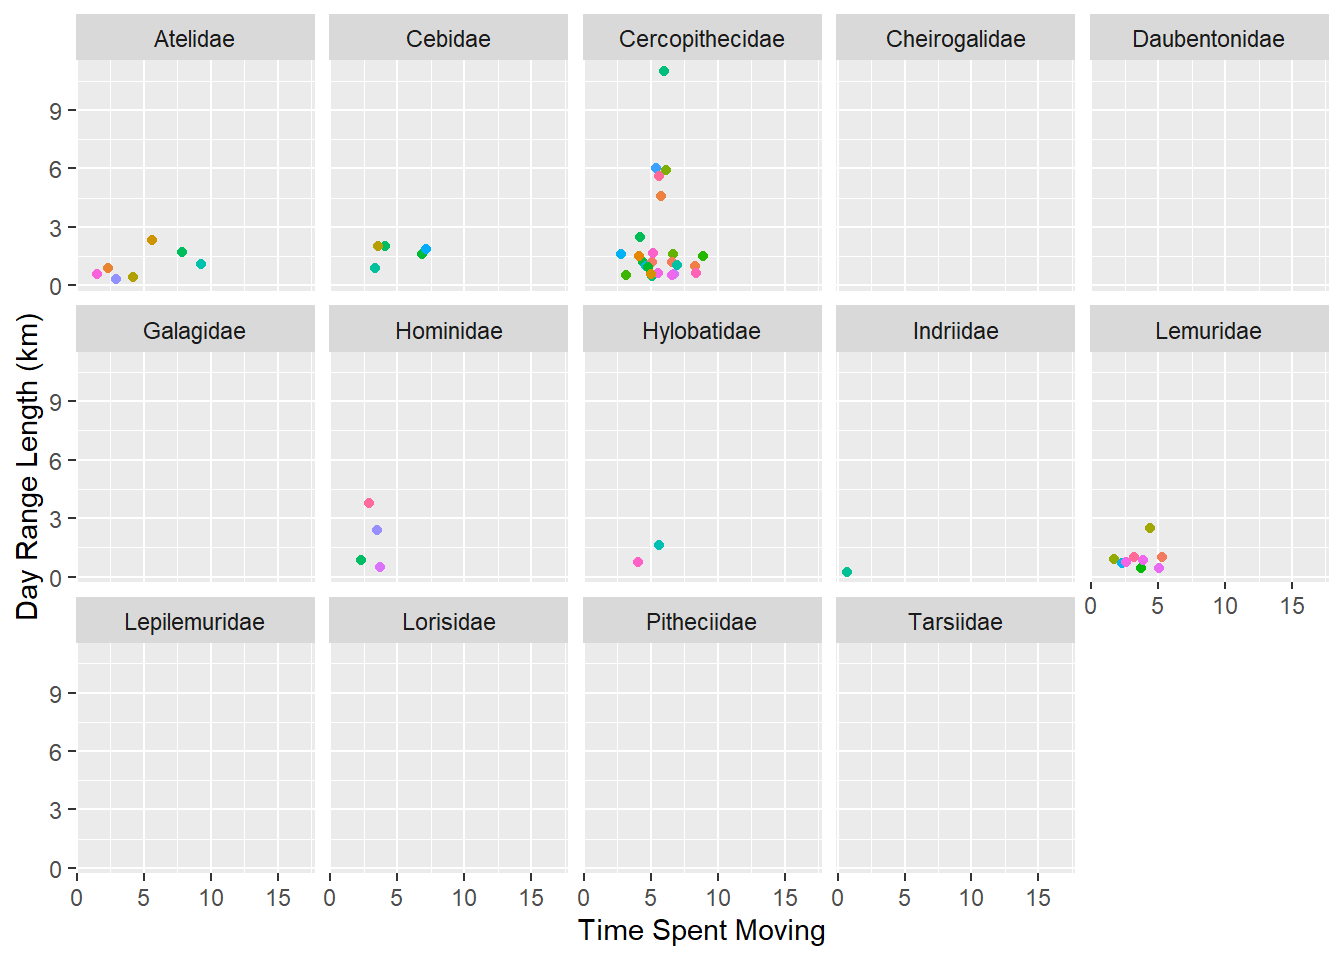 Atelidae Cebidae Cercopithecidae Cheirogalidae Daubentonidae
9
6
3
0
Galagidae Hominidae Hylobatidae Indriidae Lemuridae
9
6
3
0
0 5 10 15
Lepilemuridae Lorisidae Pitheciidae Tarsiidae
9
6
3
0
0 5 10 15 0 5 10 15 0 5 10 15 0 5 10 15
Time Spent Moving
Day Range Length (km)